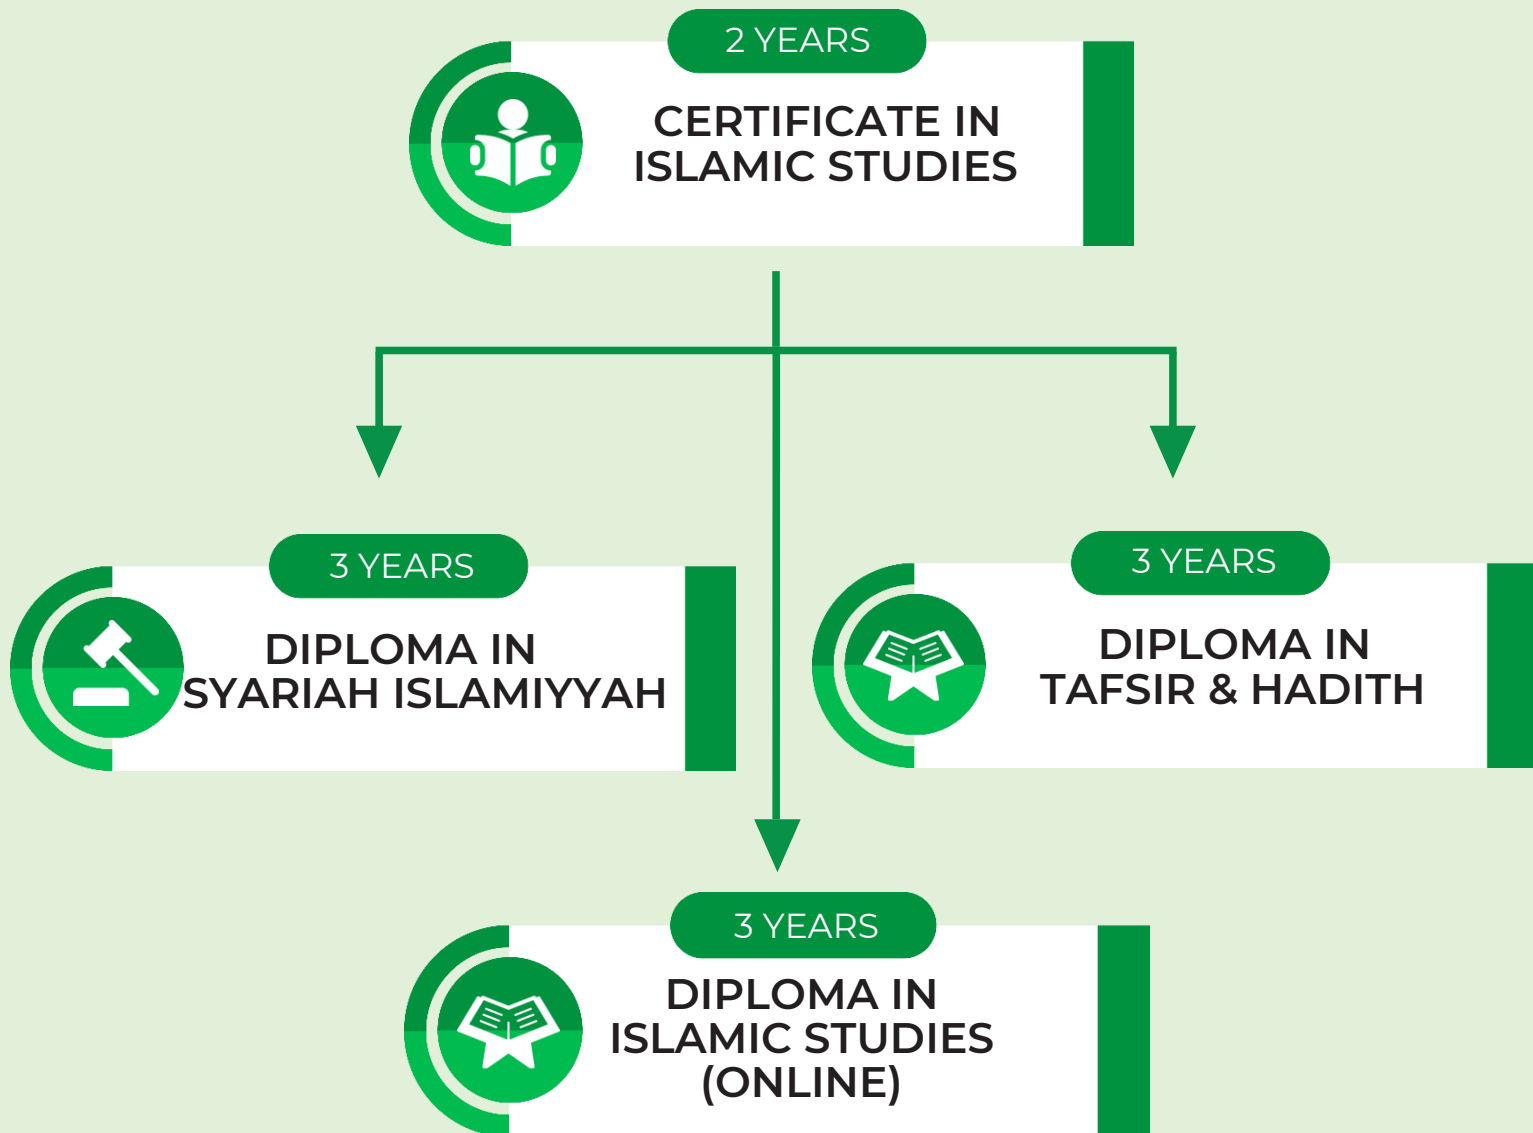 2 YEARS
CERTIFICATE IN
ISLAMIC STUDIES
3 YEARS
DIPLOMA IN
SYARIAH ISLAMIYYAH
3 YEARS
DIPLOMA IN
TAFSIR & HADITH
3 YEARS
DIPLOMA IN
ISLAMIC STUDIES
(ONLINE)